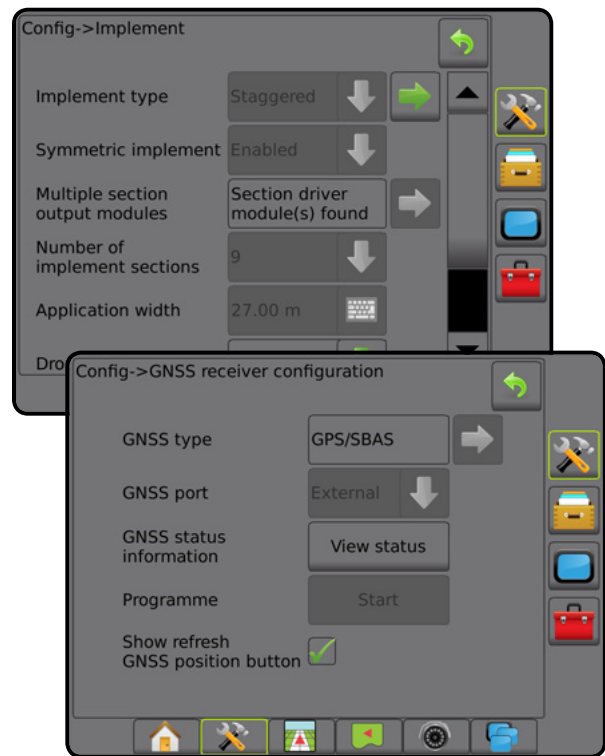 Config->Implement
Implement type
Staggered
Symmetric implement
Enabled
Multiple section
output modules
Section driver
module(s) found
Number of
implement sections
9
Application width
27.00 m
Dro
Config->GNSS receiver configuration
GNSS type
GPS/SBAS
GNSS port
External
GNSS status
information
View status
Programme
Start
Show refresh
GNSS position button